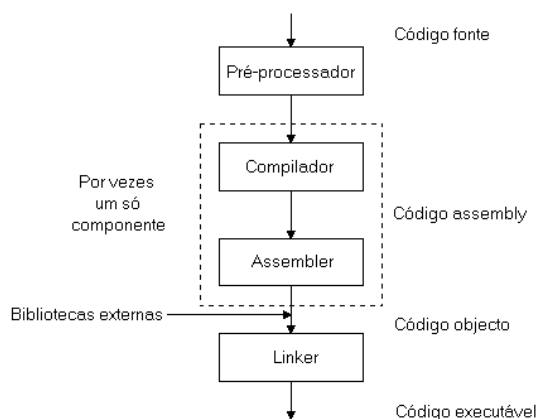 Código fonte
Pré-processador
Compilador
Por vezes
um só
componente
Código assembly
Assembler
Bibliotecas externas
Código objecto
Linker
Código executável